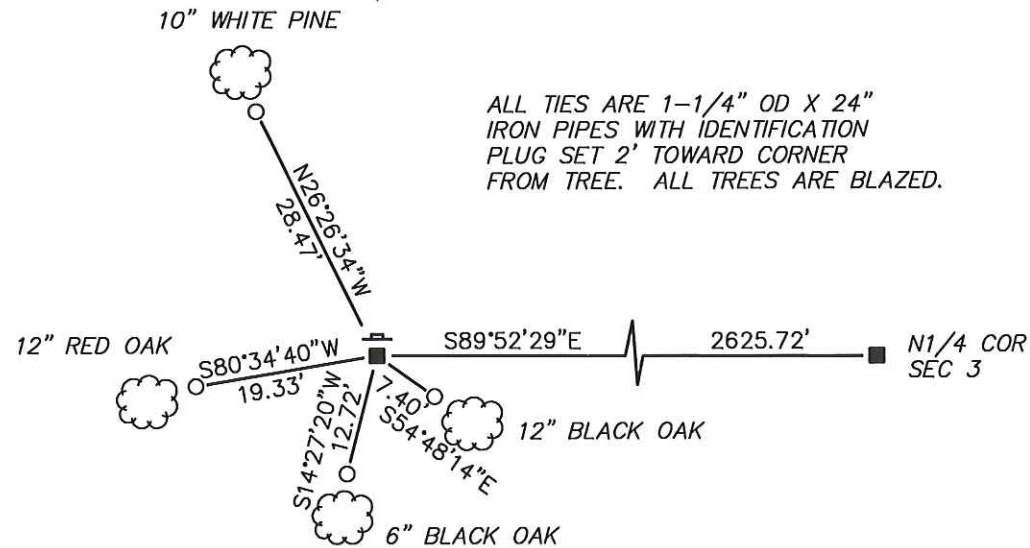 10" WHITE PINE
ALL TIES ARE 1-1/4" OD X 24"
IRON PIPES WITH IDENTIFICATION
PLUG SET 2' TOWARD CORNER
FROM TREE. ALL TREES ARE BLAZED.
N26°26'34"W
28.47'
12" RED OAK
S80°34'40"W
19.33'
S89°52'29"E
2625.72'
N1/4 COR
SEC 3
S14°27'20"W
12.72'
7.40'
S54°48'14"E
12" BLACK OAK
6" BLACK OAK